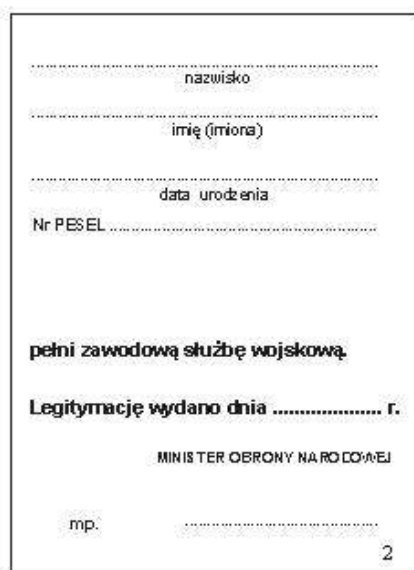 ................................................................
nazwisko
................................................................
imię (imiona)
................................................................
data urodzenia
Nr PESEL ................................................................
pełni zawodową służbę wojskową.
Legitymację wydano dnia .................... r.
MINISTER OBRONY NARODOWEJ
mp. ................................................
2